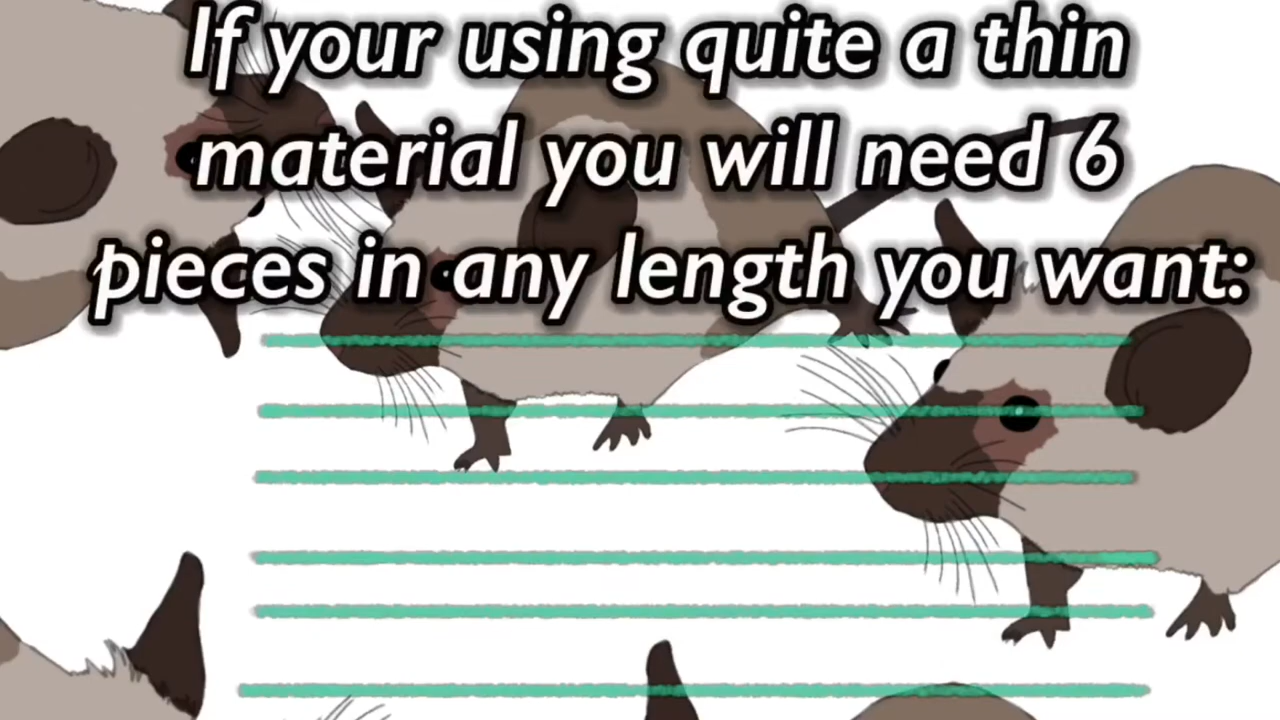 If your using quite a thin
material you will need 6
pieces in any length you want: